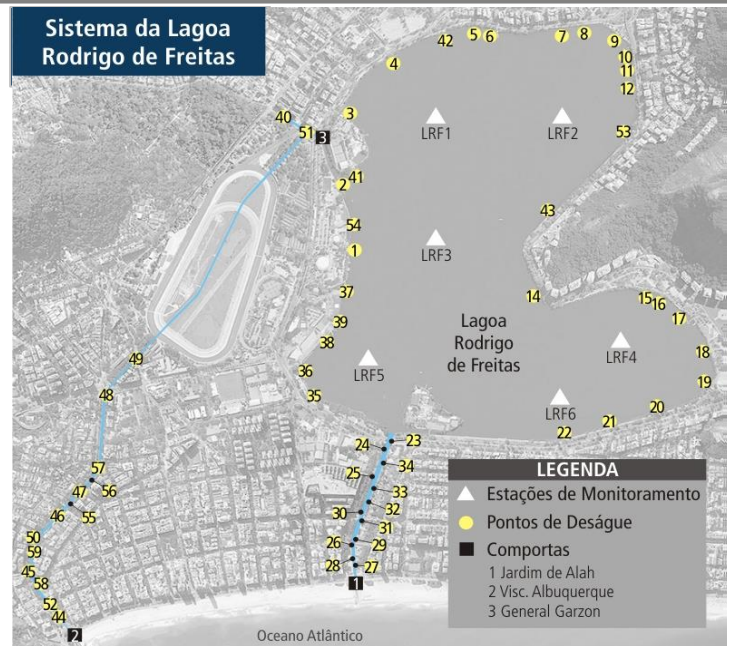 Sistema da Lagoa
Rodrigo de Freitas
42 5 6 7 8 9
4 10
11
12
40 3
51 3 LRF1 LRF2 53
41
2
54 43
1 LRF3
37 14 15 16
39 17
38 Lagoa
Rodrigo
de Freitas
49 18
36 LRF5 LRF4
48 35 19
LRF6 20
21
22
24 23
57 34
56 25
47 33
46 55 30 32
31
50 26 29
59 28 27
45 58 1
52
44
2
Oceano Atlântico
LEGENDA
Estações de Monitoramento
Pontos de Deságue
Comportas
1 Jardim de Alah
2 Visc. Albuquerque
3 General Garzon